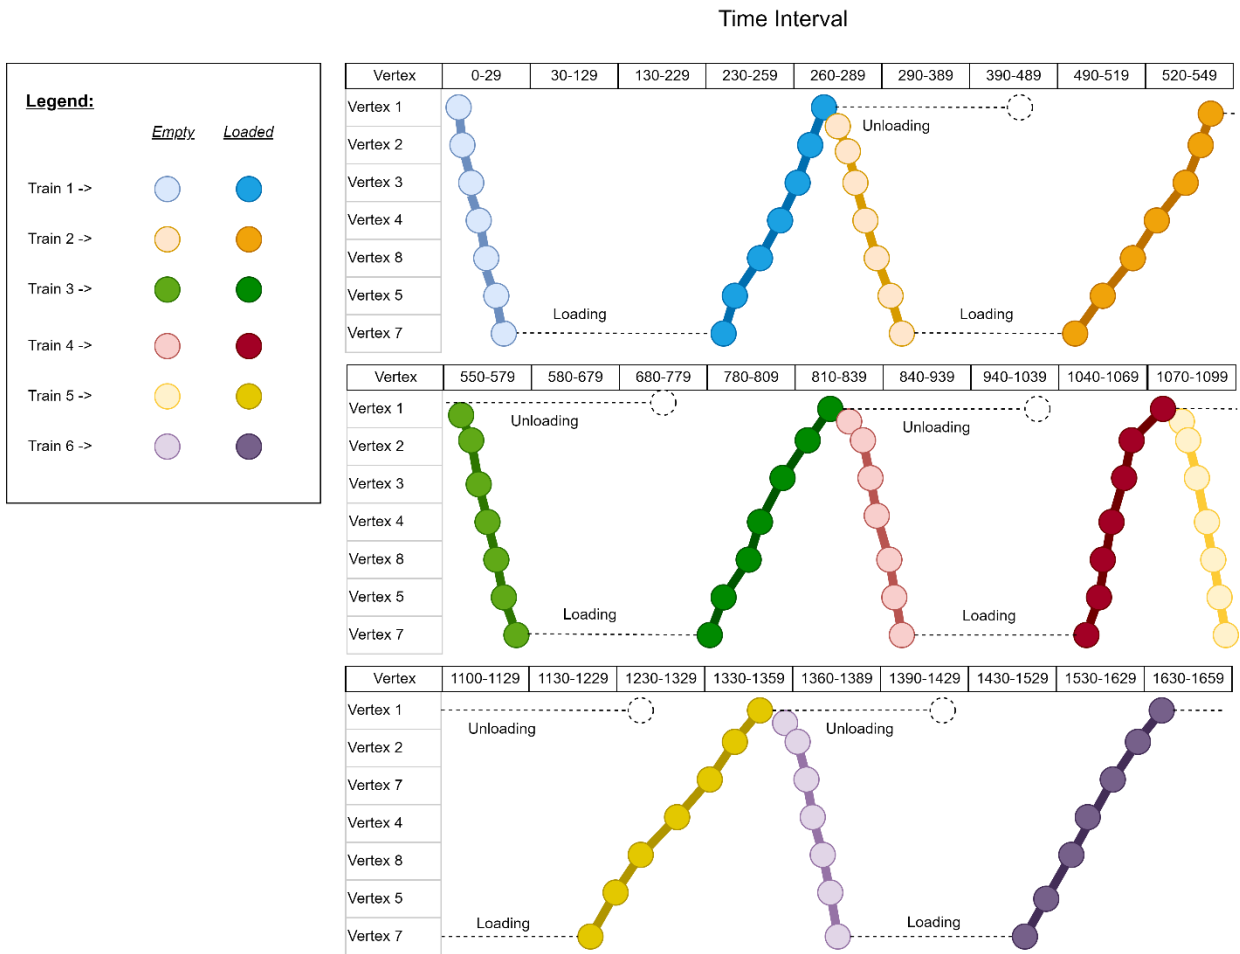 Time Interval
Legend:
Empty Loaded
Train 1 ->
Train 2 ->
Train 3 ->
Train 4 ->
Train 5 ->
Train 6 ->
Vertex 0-29 30-129 130-229 230-259 260-289 290-389 390-489 490-519 520-549
Vertex 1
Unloading
Vertex 2
Vertex 3
Vertex 4
Vertex 8
Vertex 5
Loading Loading
Vertex 7
Vertex 550-579 580-679 680-779 780-809 810-839 840-939 940-1039 1040-1069 1070-1099
Vertex 1
Unloading Unloading
Vertex 2
Vertex 3
Vertex 4
Vertex 8
Vertex 5
Loading Loading
Vertex 7
Vertex 1100-1129 1130-1229 1230-1329 1330-1359 1360-1389 1390-1429 1430-1529 1530-1629 1630-1659
Vertex 1
Unloading Unloading
Vertex 2
Vertex 7
Vertex 4
Vertex 8
Vertex 5
Loading Loading
Vertex 7